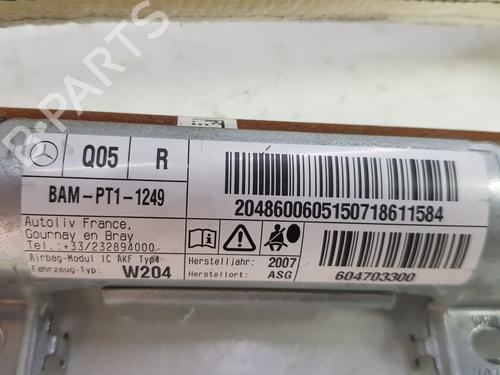 B-PARTS
Q05 R
BAM-PT1-1249
2048600605150718611584
Autoliv France,
Gournay en Bray
Tel.:+33/232894000
Airbag-Modul IC AKF Typ4
Fahrzeug-Typ: W204
Herstelljahr: 2007
Herstellort: ASG
604703300